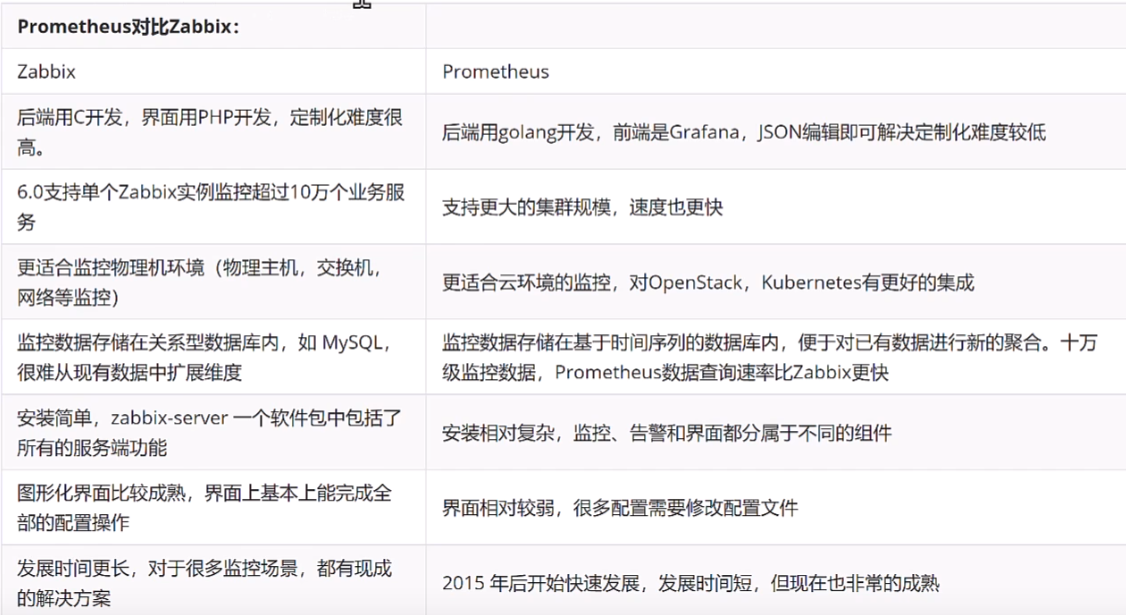 Prometheus对比Zabbix：
Zabbix
Prometheus
后端用C开发，界面用PHP开发，定制化难度很
高。
后端用golang开发，前端是Grafana，JSON编辑即可解决定制化难度较低
6.0支持单个Zabbix实例监控超过10万个业务服
务
支持更大的集群规模，速度也更快
更适合监控物理机环境（物理主机，交换机，
网络等监控）
更适合云环境的监控，对OpenStack，Kubernetes有更好的集成
监控数据存储在关系型数据库内，如 MySQL，
很难从现有数据中扩展维度
监控数据存储在基于时间序列的数据库内，便于对已有数据进行新的聚合。十万
级监控数据，Prometheus数据查询速率比Zabbix更快
安装简单，zabbix-server 一个软件包中包括了
所有的服务端功能
安装相对复杂，监控、告警和界面都分属于不同的组件
图形化界面比较成熟，界面上基本上能完成全
部的配置操作
界面相对较弱，很多配置需要修改配置文件
发展时间更长，对于很多监控场景，都有现成
的解决方案
2015 年后开始快速发展，发展时间短，但现在也非常的成熟